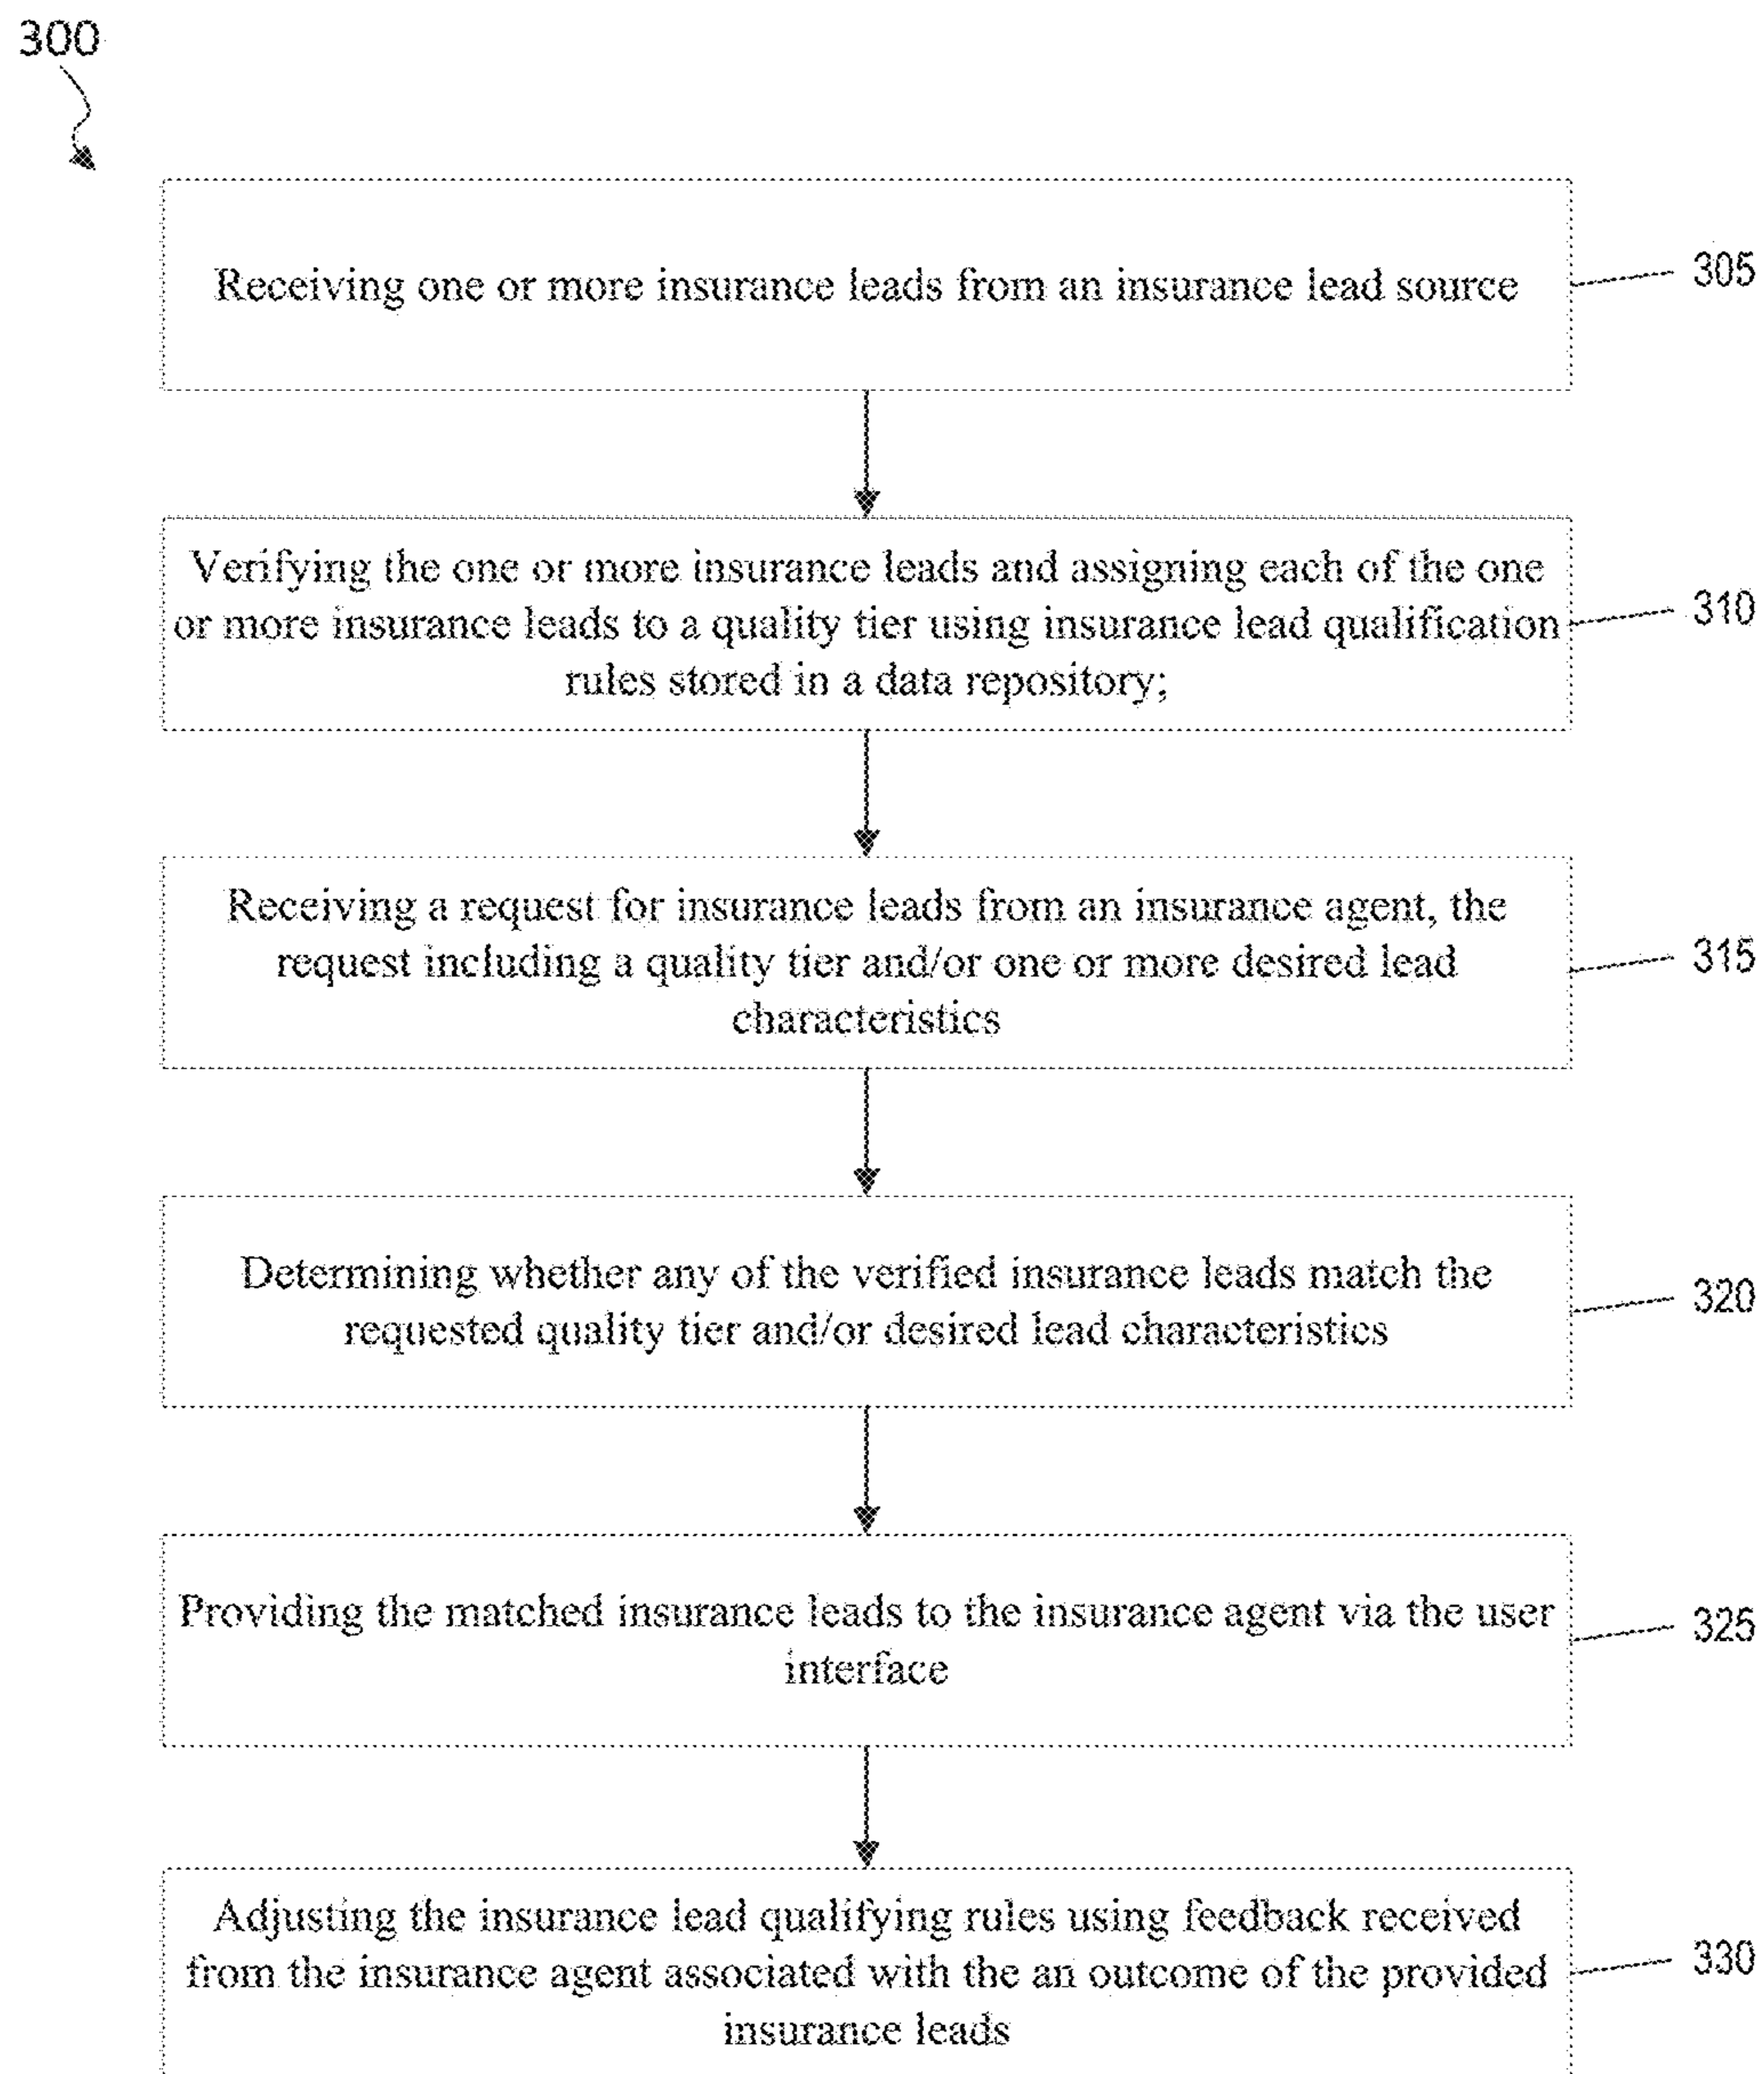 300
Receiving one or more insurance leads from an insurance lead source
305
Verifying the one or more insurance leads and assigning each of the one
or more insurance leads to a quality tier using insurance lead qualification
rules stored in a data repository;
310
Receiving a request for insurance leads from an insurance agent, the
request including a quality tier and/or one or more desired lead
characteristics
315
Determining whether any of the verified insurance leads match the
requested quality tier and/or desired lead characteristics
320
Providing the matched insurance leads to the insurance agent via the user
interface
325
Adjusting the insurance lead qualifying rules using feedback received
from the insurance agent associated with the an outcome of the provided
insurance leads
330